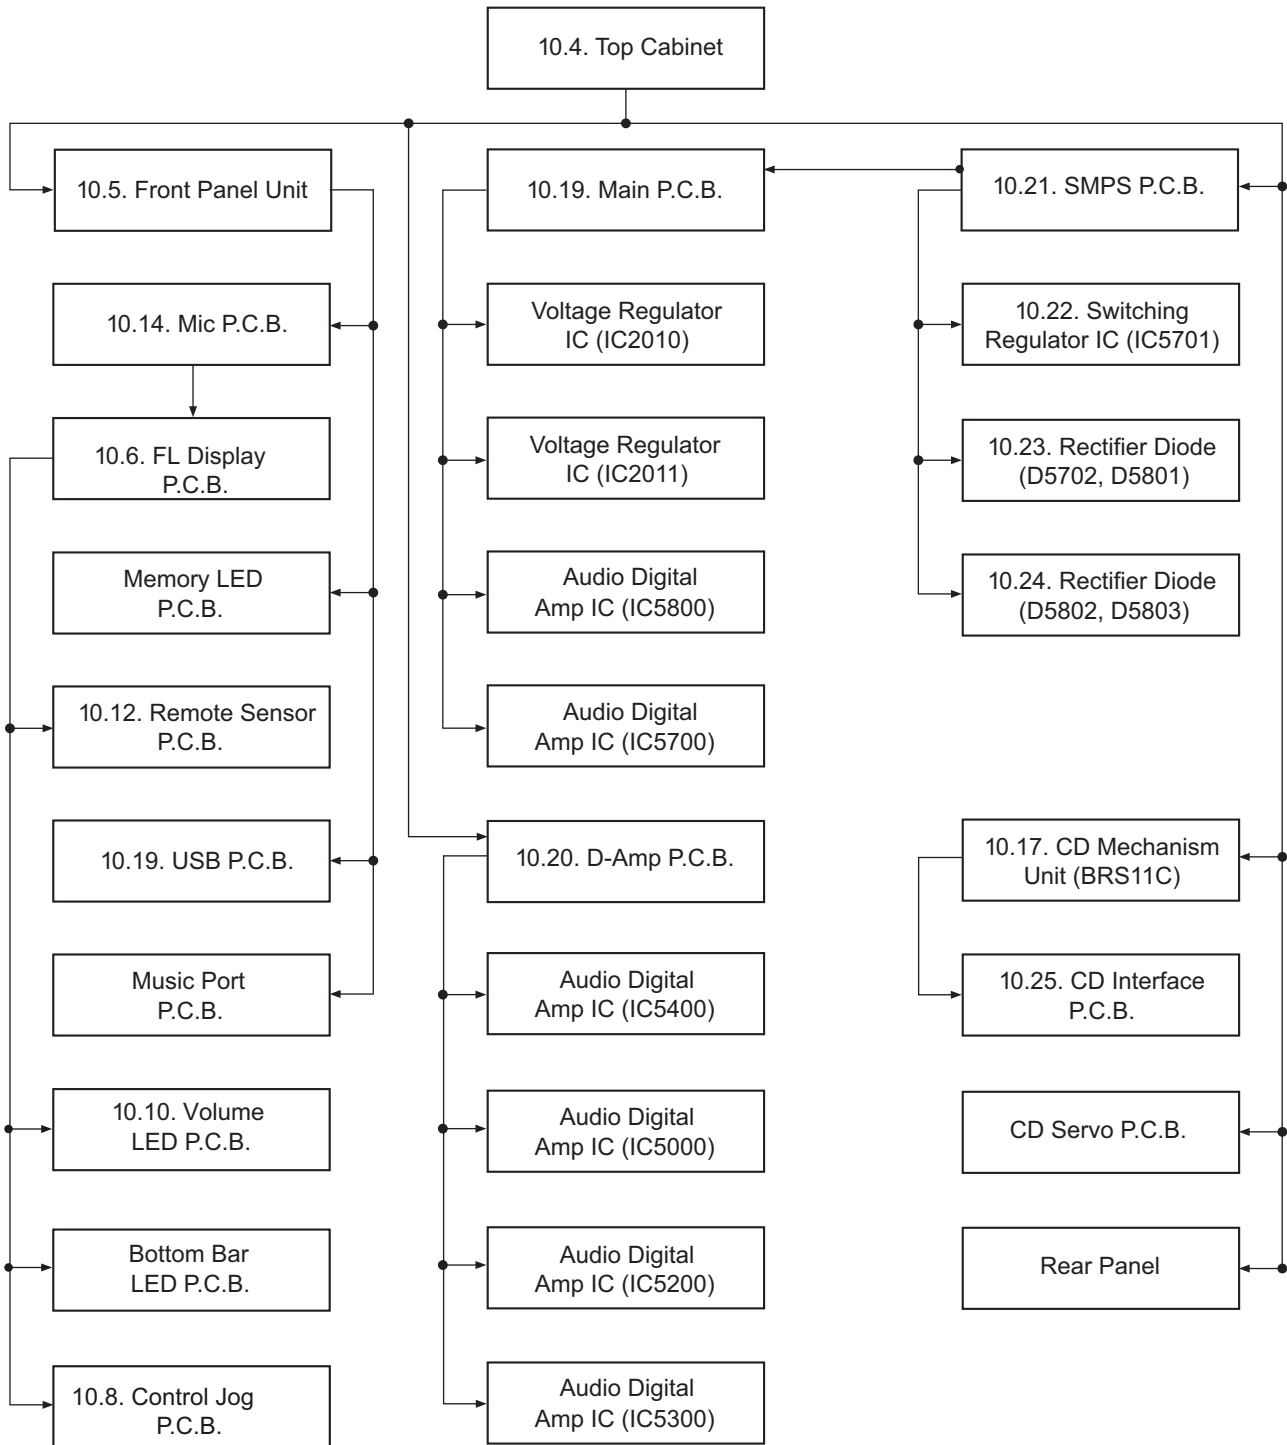 10.4. Top Cabinet
10.5. Front Panel Unit
10.19. Main P.C.B.
10.21. SMPS P.C.B.
10.14. Mic P.C.B.
Voltage Regulator
IC (IC2010)
10.22. Switching
Regulator IC (IC5701)
10.6. FL Display
P.C.B.
Voltage Regulator
IC (IC2011)
10.23. Rectifier Diode
(D5702, D5801)
Memory LED
P.C.B.
Audio Digital
Amp IC (IC5800)
10.24. Rectifier Diode
(D5802, D5803)
10.12. Remote Sensor
P.C.B.
Audio Digital
Amp IC (IC5700)
10.19. USB P.C.B.
10.20. D-Amp P.C.B.
10.17. CD Mechanism
Unit (BRS11C)
Music Port
P.C.B.
Audio Digital
Amp IC (IC5400)
10.25. CD Interface
P.C.B.
10.10. Volume
LED P.C.B.
Audio Digital
Amp IC (IC5000)
CD Servo P.C.B.
Bottom Bar
LED P.C.B.
Audio Digital
Amp IC (IC5200)
Rear Panel
10.8. Control Jog
P.C.B.
Audio Digital
Amp IC (IC5300)